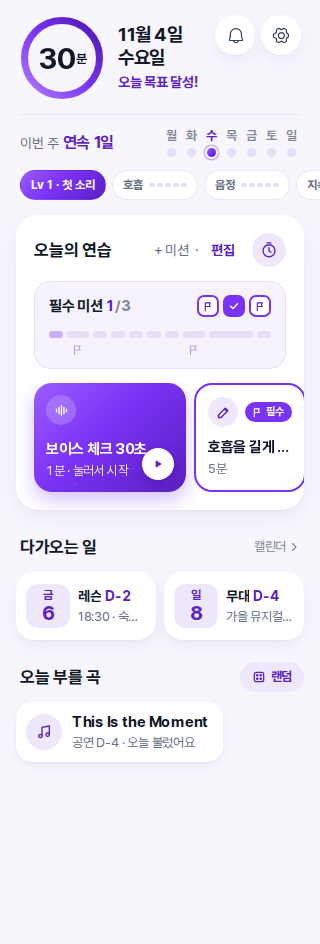 30분
11월 4일
수요일
오늘 목표 달성!
이번 주 연속 1일
월 화 수 목 금 토 일
Lv 1 · 첫 소리
호흡
음정
오늘의 연습
+ 미션 ·
편집
필수 미션 1/3
보이스 체크 30초
1분 · 눌러서 시작
필수
호흡을 길게 ...
5분
다가오는 일
캘린더
금
6
레슨 D-2
18:30 · 숙...
일
8
무대 D-4
가을 뮤지컬...
오늘 부를 곡
랜덤
This Is the Moment
공연 D-4 · 오늘 불렀어요